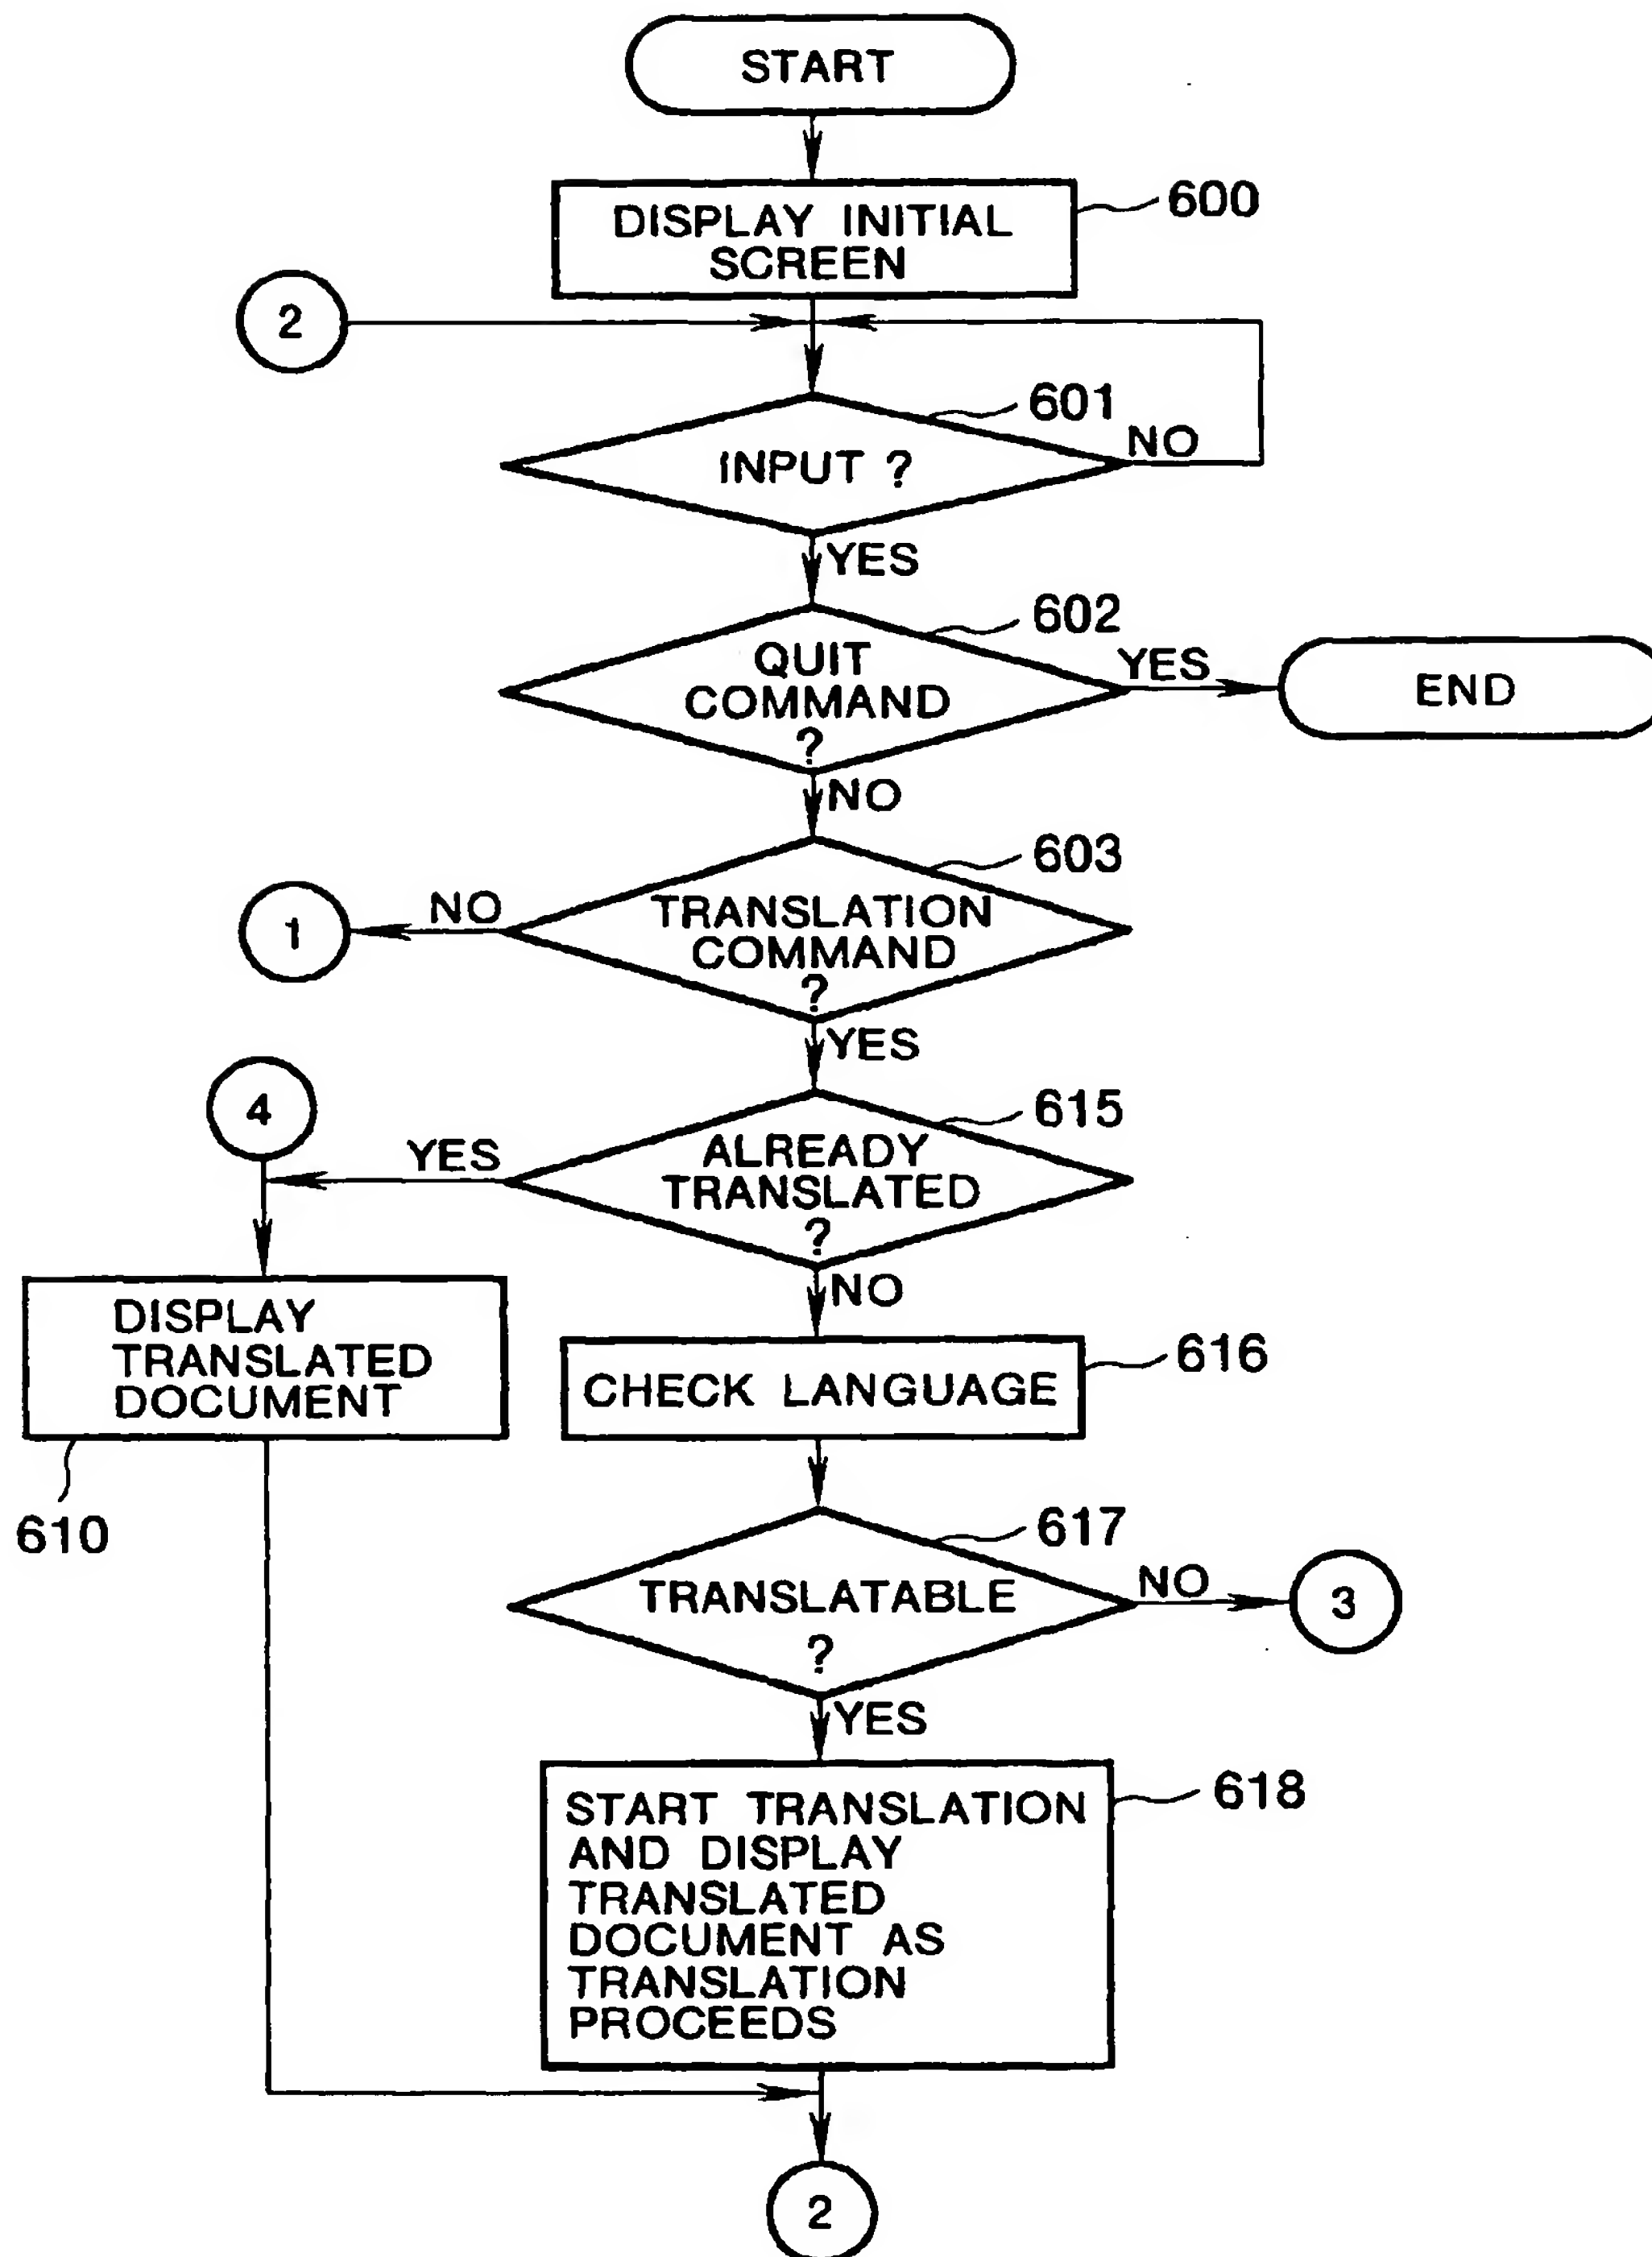 START
DISPLAY INITIAL
SCREEN
600
2
601
INPUT ?
NO
YES
602
QUIT
COMMAND
?
YES
END
NO
603
TRANSLATION
COMMAND
?
NO
1
YES
4
615
ALREADY
TRANSLATED
?
YES
NO
DISPLAY
TRANSLATED
DOCUMENT
610
CHECK LANGUAGE
616
617
TRANSLATABLE
?
NO
3
YES
START TRANSLATION
AND DISPLAY
TRANSLATED
DOCUMENT AS
TRANSLATION
PROCEEDS
618
2